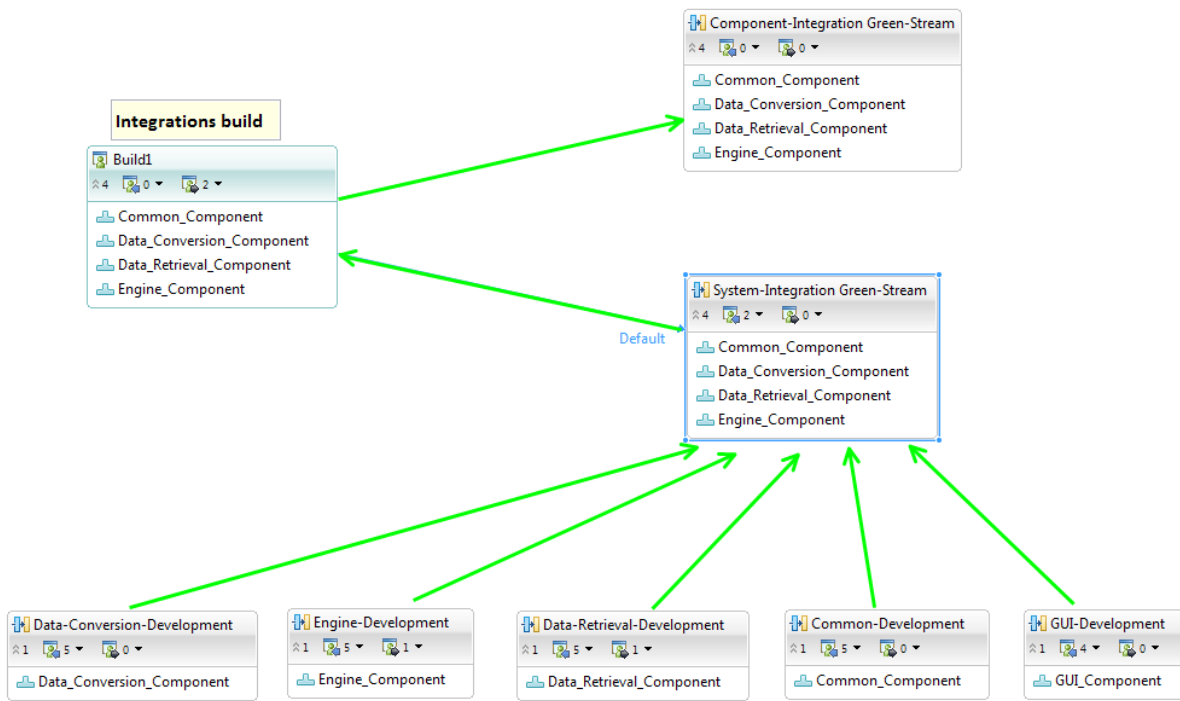 Component-Integration Green-Stream
4 0 0
Common_Component
Data_Conversion_Component
Data_Retrieval_Component
Engine_Component
Integrations build
Build1
4 0 2
Common_Component
Data_Conversion_Component
Data_Retrieval_Component
Engine_Component
System-Integration Green-Stream
4 2 0
Default
Common_Component
Data_Conversion_Component
Data_Retrieval_Component
Engine_Component
Data-Conversion-Development
1 5 0
Data_Conversion_Component
Engine-Development
1 5 1
Engine_Component
Data-Retrieval-Development
1 5 1
Data_Retrieval_Component
Common-Development
1 5 0
Common_Component
GUI-Development
1 4 0
GUI_Component